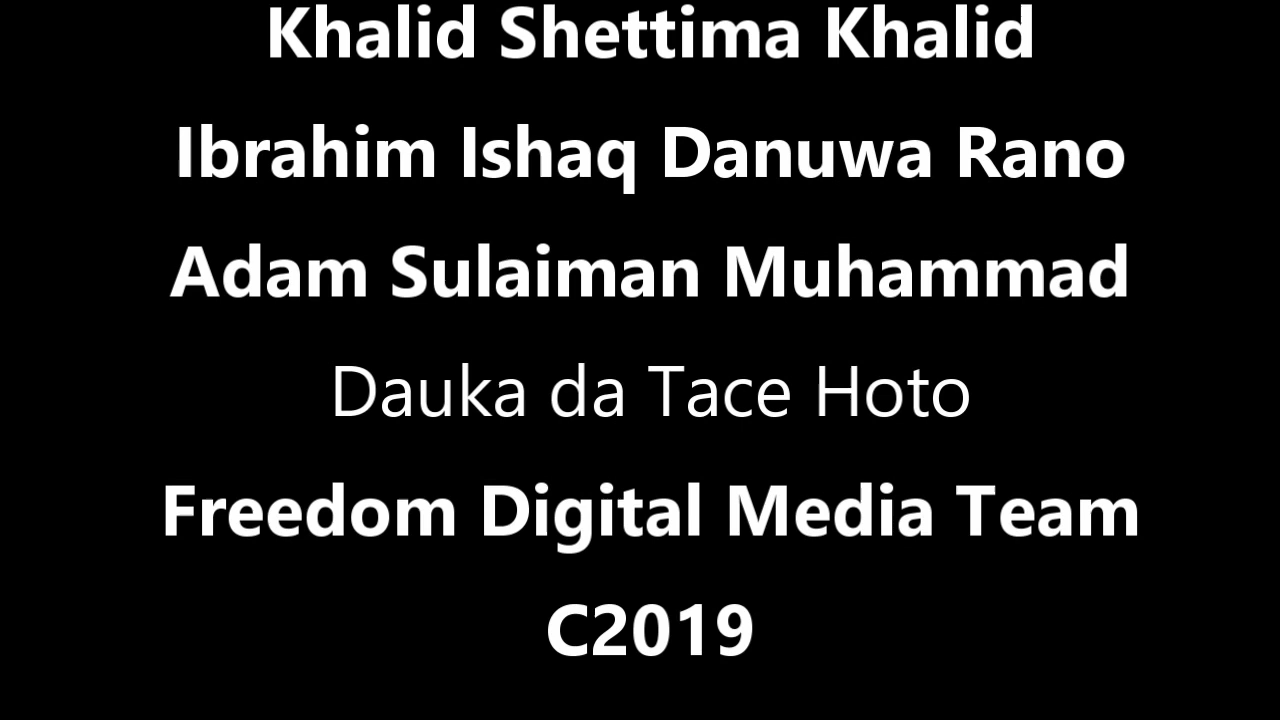 Khalid Shettima Khalid
Ibrahim Ishaq Danuwa Rano
Adam Sulaiman Muhammad
Dauka da Tace Hoto
Freedom Digital Media Team
C2019